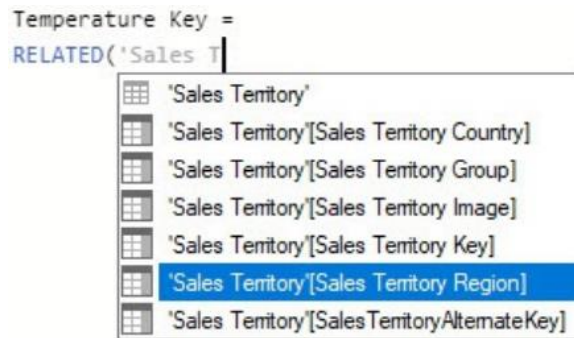 Temperature Key =
RELATED('Sales T
'Sales Territory'
'Sales Territory'[Sales Territory Country]
'Sales Territory'[Sales Territory Group]
'Sales Territory'[Sales Territory Image]
'Sales Territory'[Sales Territory Key]
'Sales Territory'[Sales Territory Region]
'Sales Territory'[SalesTerritoryAlternateKey]